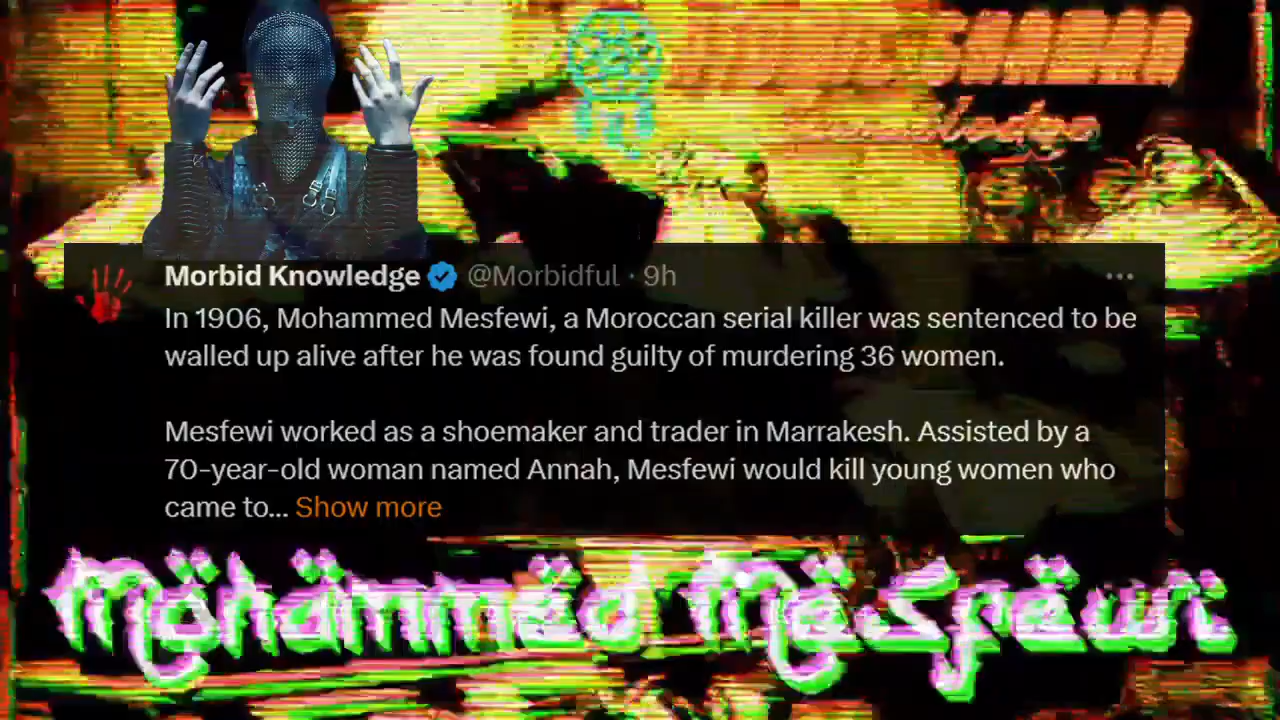 Morbid Knowledge @Morbidful · 9h
In 1906, Mohammed Mesfewi, a Moroccan serial killer was sentenced to be
walled up alive after he was found guilty of murdering 36 women.
Mesfewi worked as a shoemaker and trader in Marrakesh. Assisted by a
70-year-old woman named Annah, Mesfewi would kill young women who
came to... Show more
Möhämmëd Mësfëwï